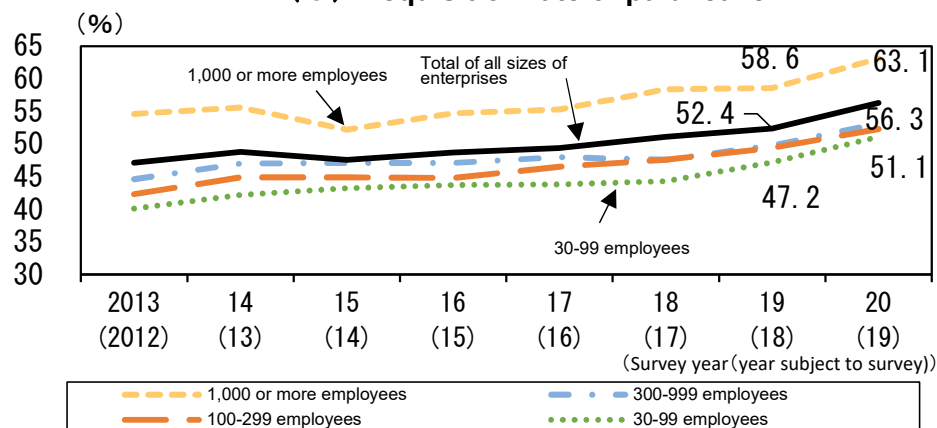 (%)
65
60
55
50
45
40
35
30
1,000 or more employees
Total of all sizes of
enterprises
58.6
63.1
52.4
56.3
51.1
47.2
30-99 employees
2013 14 15 16 17 18 19 20
(2012) (13) (14) (15) (16) (17) (18) (19)
(Survey year(year subject to survey))
1,000 or more employees 300-999 employees
100-299 employees 30-99 employees